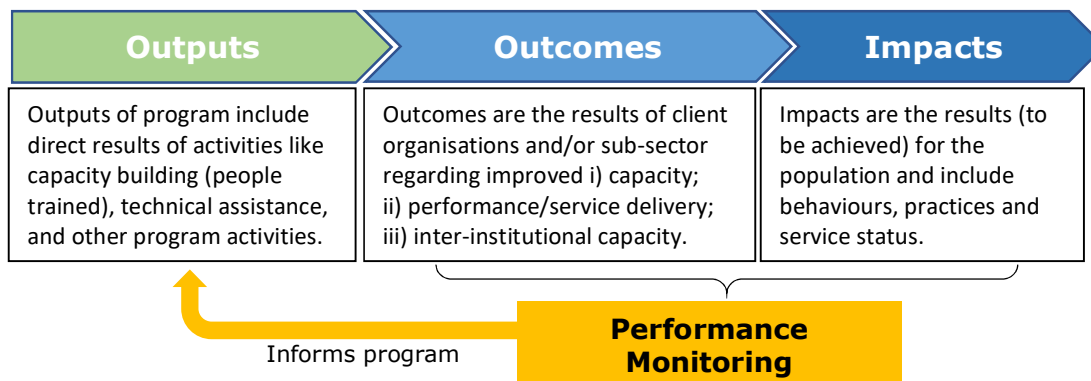 Outputs
Outcomes
Impacts
Outputs of program include
direct results of activities like
capacity building (people
trained), technical assistance,
and other program activities.
Outcomes are the results of client
organisations and/or sub-sector
regarding improved i) capacity;
ii) performance/service delivery;
iii) inter-institutional capacity.
Impacts are the results (to
be achieved) for the
population and include
behaviours, practices and
service status.
Informs program
Performance
Monitoring